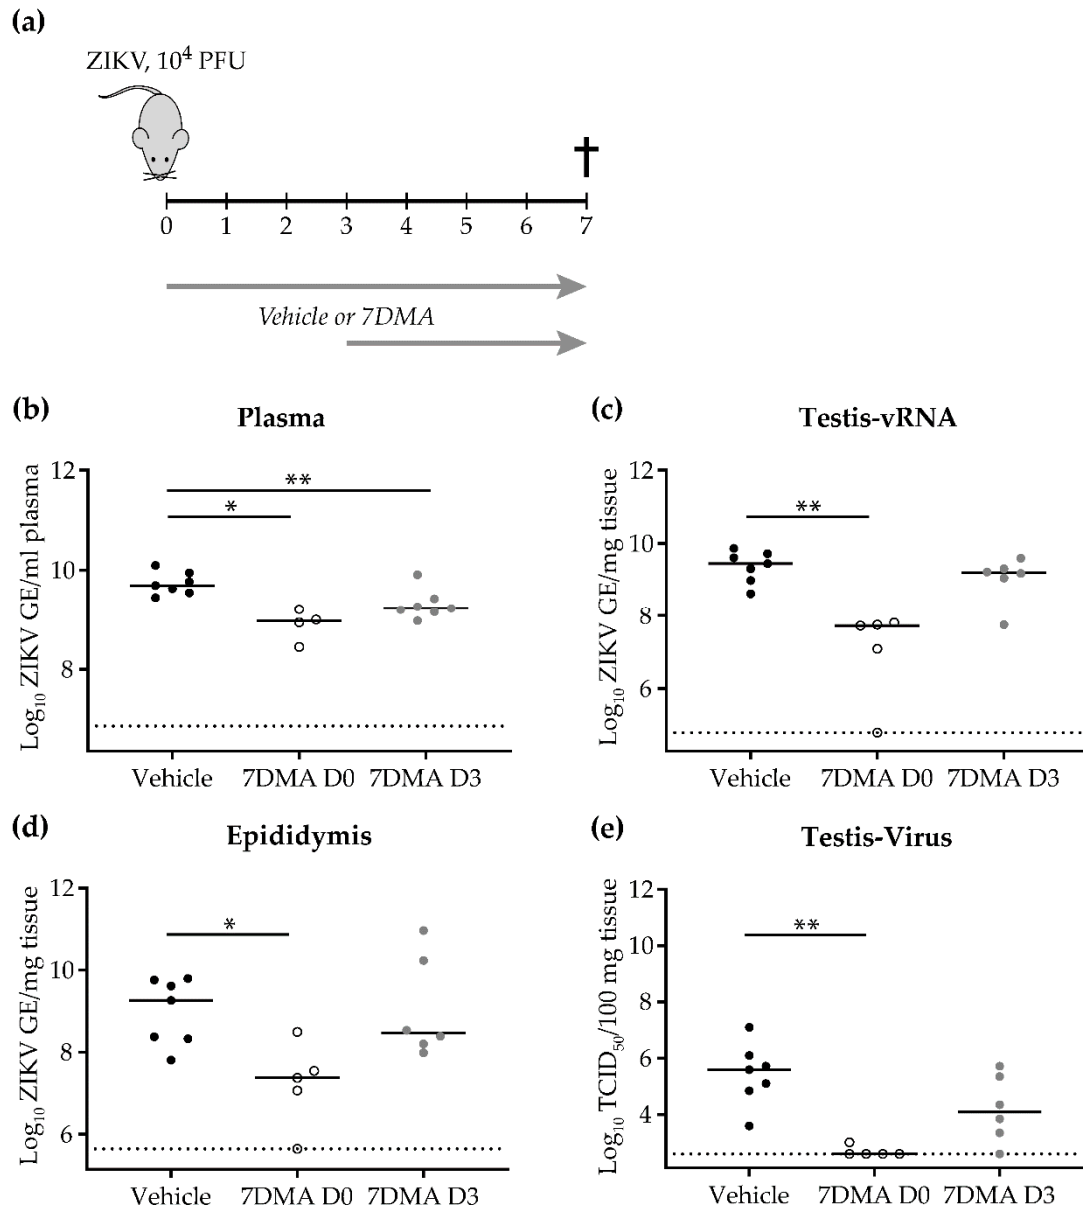 (a)
ZIKV, 10⁴ PFU
0 1 2 3 4 5 6 7
Vehicle or 7DMA
(b)
Plasma
Log₁₀ ZIKV GE/ml plasma
12
10
8
**
*
Vehicle 7DMA D0 7DMA D3
(c)
Testis-vRNA
Log₁₀ ZIKV GE/mg tissue
12
10
8
6
**
Vehicle 7DMA D0 7DMA D3
(d)
Epididymis
Log₁₀ ZIKV GE/mg tissue
12
10
8
6
*
Vehicle 7DMA D0 7DMA D3
(e)
Testis-Virus
Log₁₀ TCID₅₀/100 mg tissue
12
10
8
6
4
**
Vehicle 7DMA D0 7DMA D3